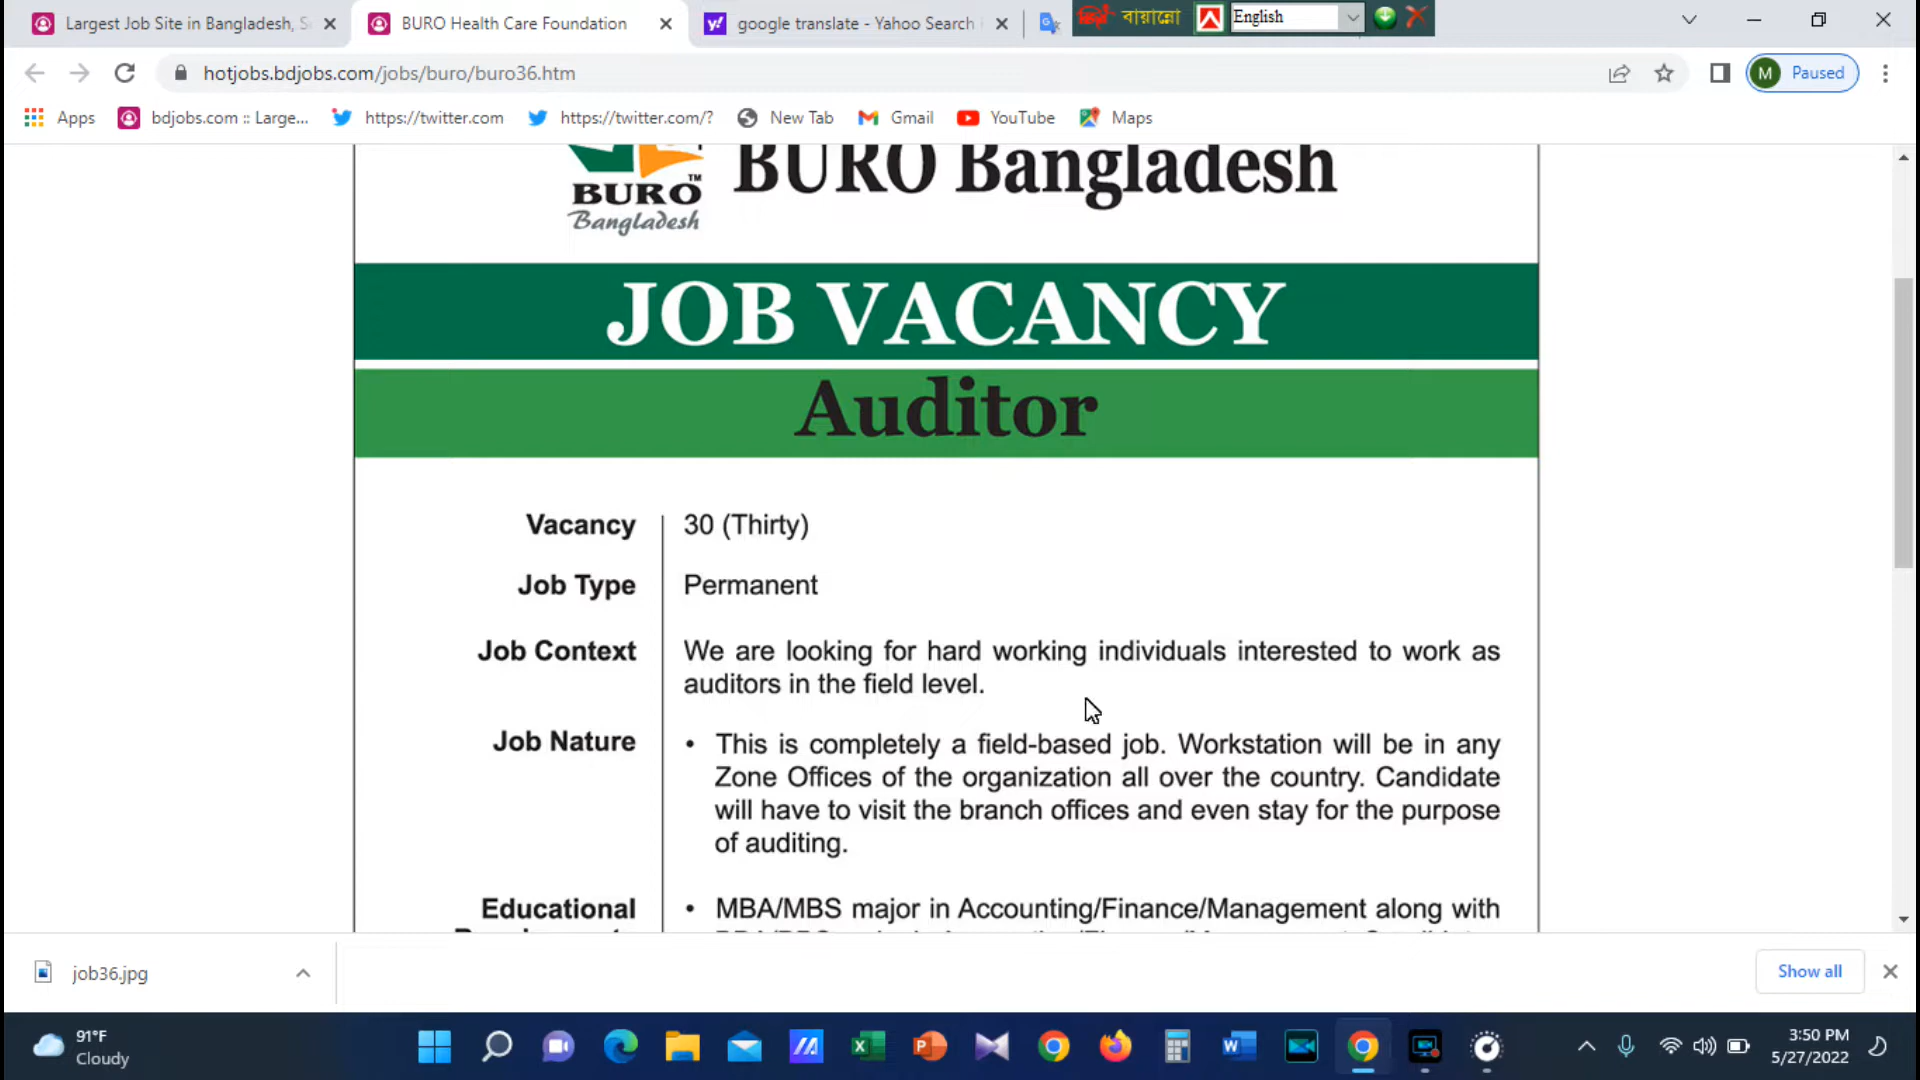 Largest Job Site in Bangladesh, S
BURO Health Care Foundation
google translate - Yahoo Search
বায়ান্নো
English
hotjobs.bdjobs.com/jobs/buro/buro36.htm
M
Paused
Apps
bdjobs.com :: Large...
https://twitter.com
https://twitter.com/?
New Tab
Gmail
YouTube
Maps
BURO™
Bangladesh
BURO Bangladesh
JOB VACANCY
Auditor
Vacancy
30 (Thirty)
Job Type
Permanent
Job Context
We are looking for hard working individuals interested to work as
auditors in the field level.
Job Nature
• This is completely a field-based job. Workstation will be in any
Zone Offices of the organization all over the country. Candidate
will have to visit the branch offices and even stay for the purpose
of auditing.
Educational
• MBA/MBS major in Accounting/Finance/Management along with
job36.jpg
Show all
91°F
Cloudy
3:50 PM
5/27/2022